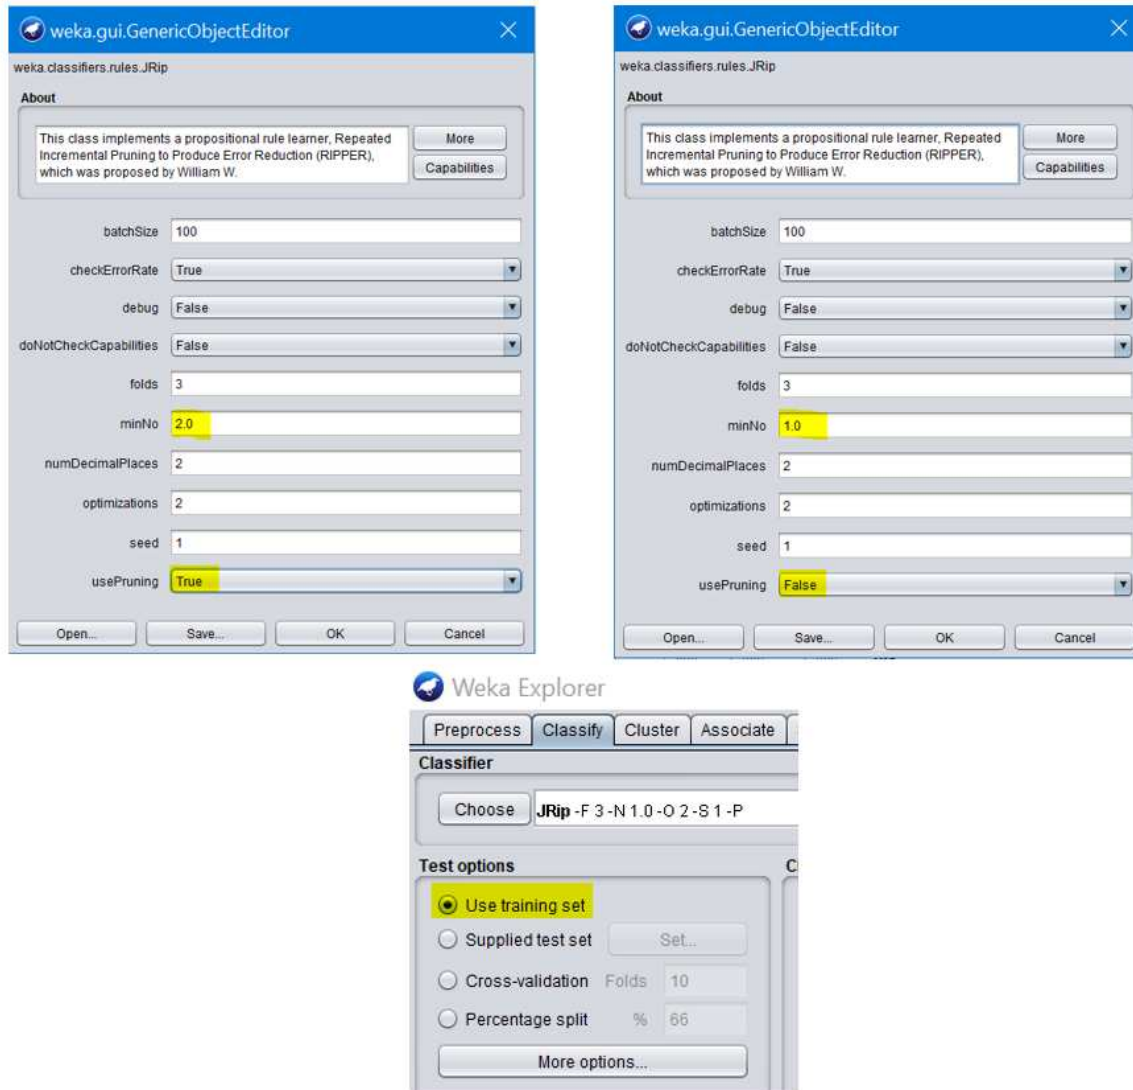 weka.gui.GenericObjectEditor
weka.classifiers.rules.JRip
About
This class implements a propositional rule learner, Repeated
Incremental Pruning to Produce Error Reduction (RIPPER),
which was proposed by William W.
More
Capabilities
batchSize 100
checkErrorRate True
debug False
doNotCheckCapabilities False
folds 3
minNo 2.0
numDecimalPlaces 2
optimizations 2
seed 1
usePruning True
Open... Save... OK Cancel
weka.gui.GenericObjectEditor
weka.classifiers.rules.JRip
About
This class implements a propositional rule learner, Repeated
Incremental Pruning to Produce Error Reduction (RIPPER),
which was proposed by William W.
More
Capabilities
batchSize 100
checkErrorRate True
debug False
doNotCheckCapabilities False
folds 3
minNo 1.0
numDecimalPlaces 2
optimizations 2
seed 1
usePruning False
Open... Save... OK Cancel
Weka Explorer
Preprocess Classify Cluster Associate
Classifier
Choose JRip -F 3 -N 1.0 -O 2 -S 1 -P
Test options
Use training set
Supplied test set Set...
Cross-validation Folds 10
Percentage split % 66
More options...